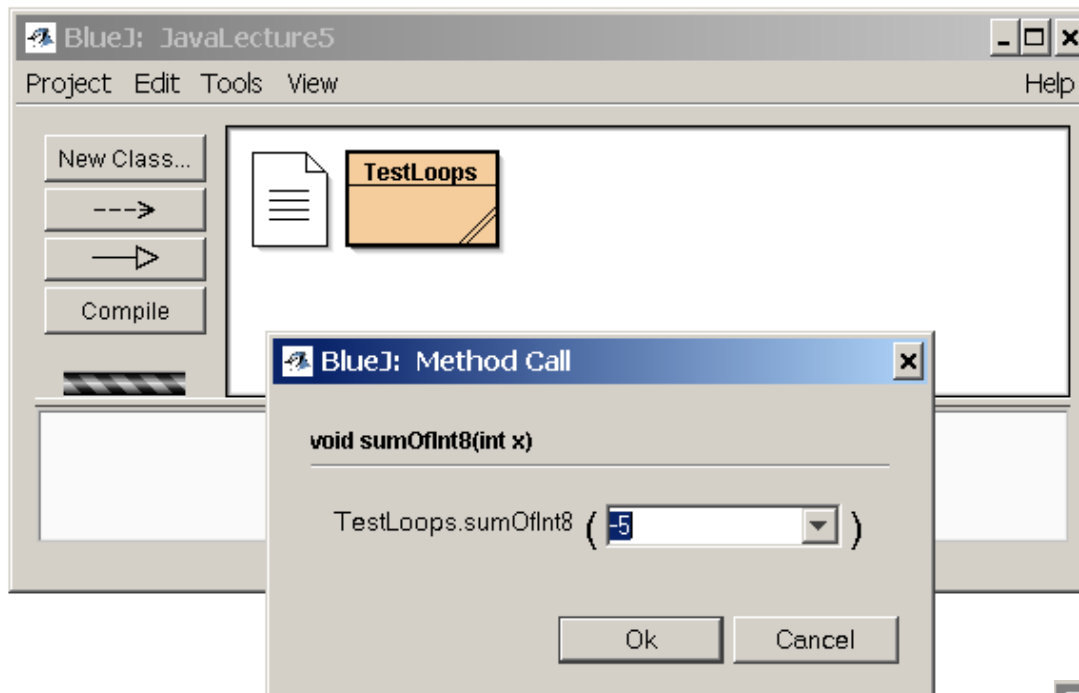 BlueJ: JavaLecture5
Project Edit Tools View Help
New Class...
TestLoops
Compile
BlueJ: Method Call
void sumOfInt8(int x)
TestLoops.sumOfInt8 ( -5 )
Ok Cancel